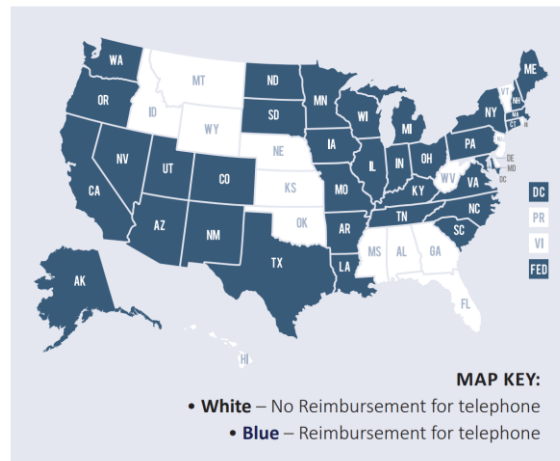 WA
MT
ND
ME
OR
ID
MN
VT
NH
SD
WI
NY
MA
WY
MI
CT
IA
PA
NE
NV
OH
DE
UT
IL
IN
MD
CO
WV
VA
DC
CA
KS
MO
KY
DC
NC
TN
PR
OK
AZ
NM
AR
SC
VI
MS
AL
GA
TX
LA
FED
AK
FL
HI
MAP KEY:
• White – No Reimbursement for telephone
• Blue – Reimbursement for telephone